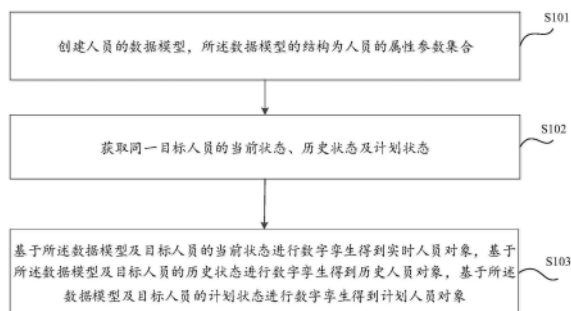 S101
创建人员的数据模型，所述数据模型的结构为人员的属性参数集合
S102
获取同一目标人员的当前状态、历史状态及计划状态
S103
基于所述数据模型及目标人员的当前状态进行数字孪生得到实时人员对象，基于
所述数据模型及目标人员的历史状态进行数字孪生得到历史人员对象，基于所述
数据模型及目标人员的计划状态进行数字孪生得到计划人员对象